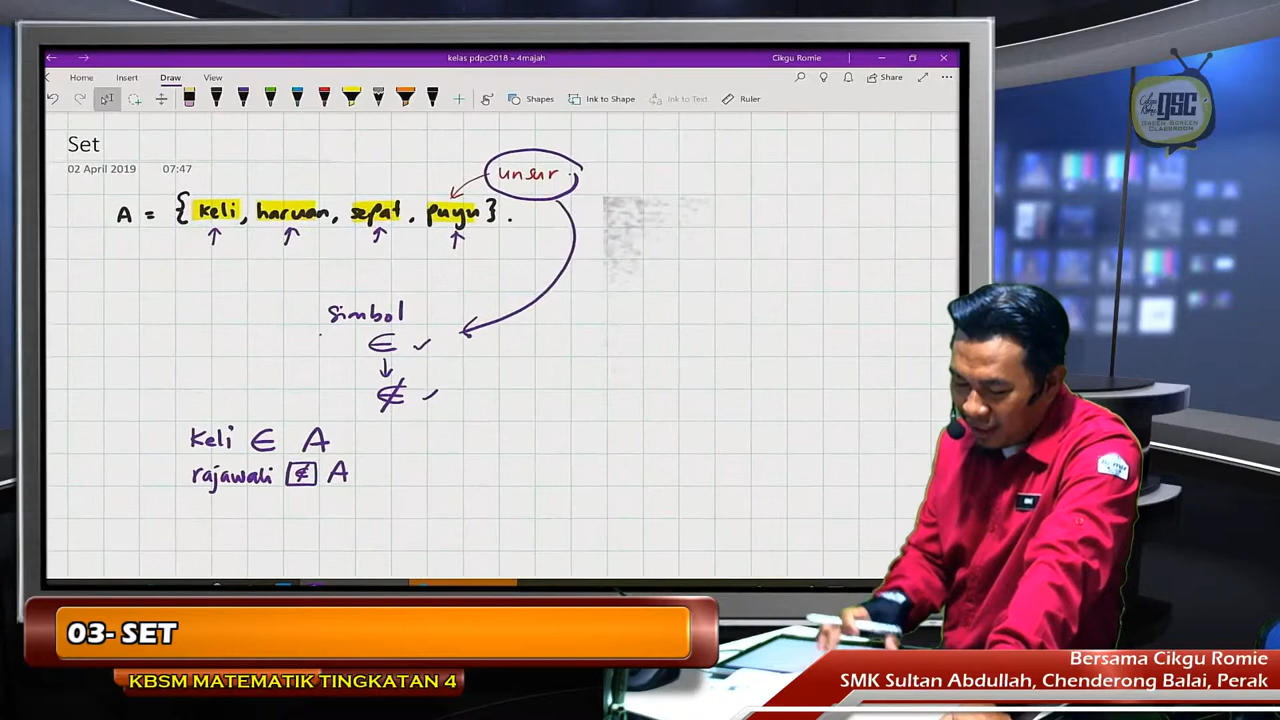 kelas pdpc2018 » 4majah
Cikgu Romie
Home Insert Draw View
Share
Shapes Ink to Shape Ink to Text Ruler
Set
02 April 2019 07:47
unsur
A = {keli, haruan, sepat, puyu}.
simbol
∈ ✓
↓
∉ ✓
keli ∈ A
rajawali ∉ A
Cikgu Romie gsc
GREEN SCREEN
CLASSROOM
03- SET
KBSM MATEMATIK TINGKATAN 4
Bersama Cikgu Romie
SMK Sultan Abdullah, Chenderong Balai, Perak